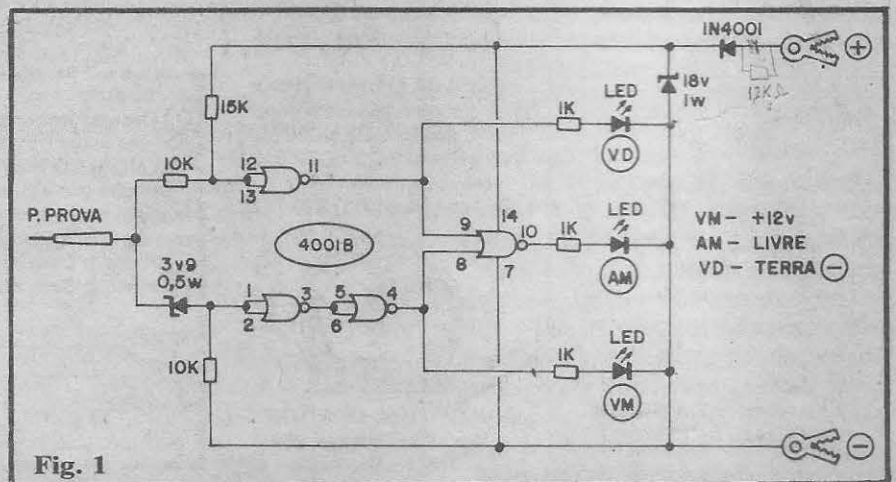 1N4001
+
LED
18v
1w
12KΩ
15K
1K
VD
10K
12
13
11
P. PROVA
4001B
9
14
10
8
7
1K
LED
AM
VM – +12v
AM – LIVRE
VD – TERRA –
3v9
0,5w
1
2
3
5
6
4
10K
1K
LED
VM
–
Fig. 1